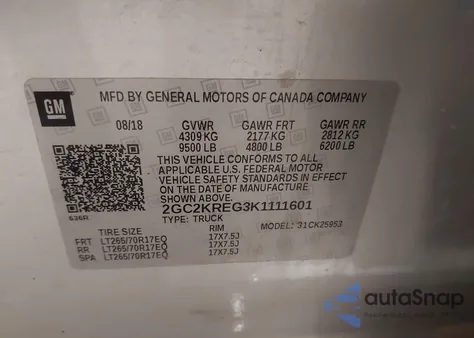 GM
MFD BY GENERAL MOTORS OF CANADA COMPANY
08/18 GVWR GAWR FRT GAWR RR
4309 KG 2177 KG 2812 KG
9500 LB 4800 LB 6200 LB
THIS VEHICLE CONFORMS TO ALL
APPLICABLE U.S. FEDERAL MOTOR
VEHICLE SAFETY STANDARDS IN EFFECT
ON THE DATE OF MANUFACTURE
SHOWN ABOVE.
2GC2KREG3K1111601
636R TYPE: TRUCK MODEL: 31CK25953
TIRE SIZE RIM
FRT LT265/70R17EQ 17X7.5J
RR LT265/70R17EQ 17X7.5J
SPA LT265/70R17EQ 17X7.5J
autoSnap